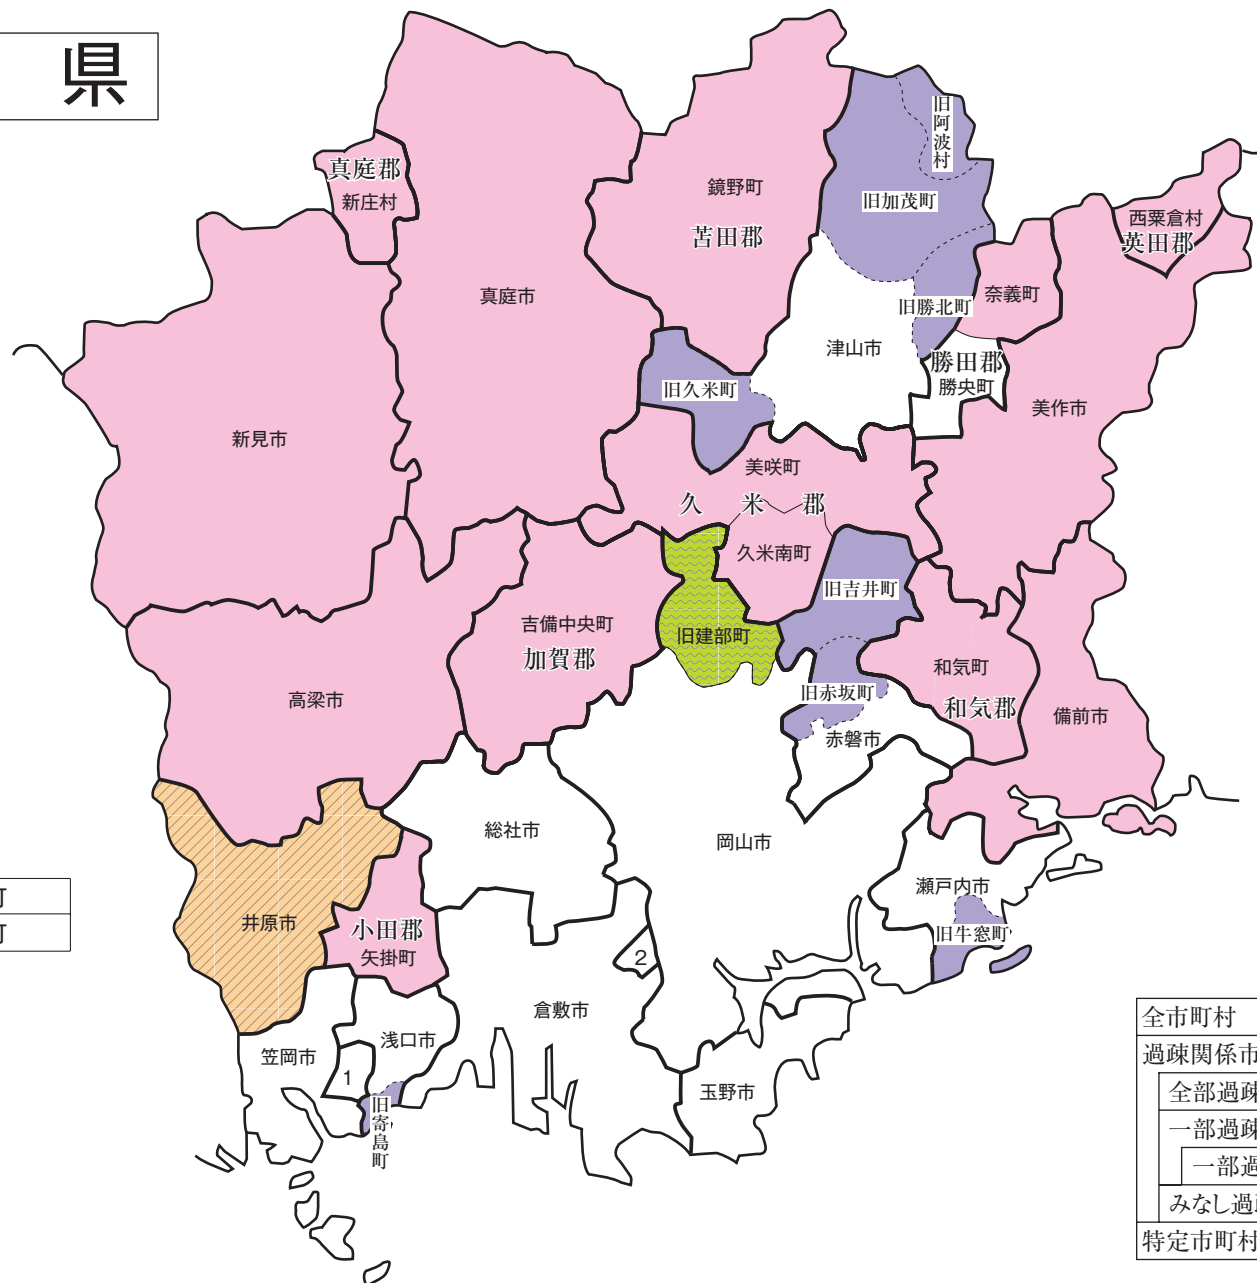 県
旧阿波村
真庭郡
新庄村
鏡野町
苫田郡
旧加茂町
西粟倉村
英田郡
真庭市
奈義町
旧勝北町
津山市
勝田郡
勝央町
旧久米町
美作市
新見市
美咲町
久米郡
久米南町
旧吉井町
吉備中央町
加賀郡
旧建部町
和気町
和気郡
高梁市
旧赤坂町
備前市
赤磐市
総社市
岡山市
瀬戸内市
町
町
井原市
小田郡
矢掛町
旧牛窓町
2
倉敷市
浅口市
笠岡市
1
玉野市
旧寄島町
全市町村
過疎関係市
全部過疎
一部過疎
一部過
みなし過
特定市町村